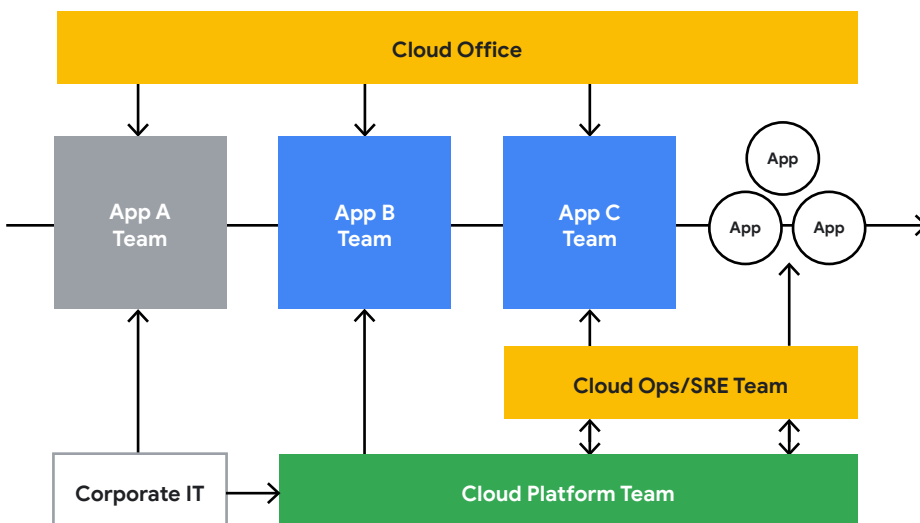 Cloud Office
App A
Team
App B
Team
App C
Team
App
App
App
Cloud Ops/SRE Team
Corporate IT
Cloud Platform Team